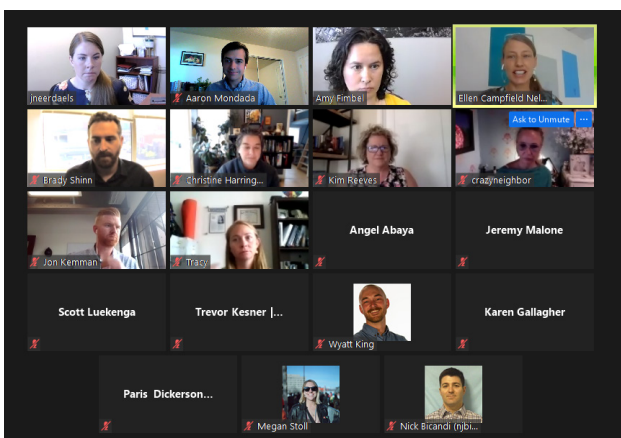 jneerdaels
Aaron Mondada
Amy Fimbel
Ellen Campfield Nel...
Ask to Unmute ...
Brady Shinn
Christine Harring...
Kim Reeves
crazyneighbor
Jon Kemman
Tracy
Angel Abaya
Jeremy Malone
Scott Luekenga
Trevor Kesner |...
Wyatt King
Karen Gallagher
Paris Dickerson...
Megan Stoll
Nick Bicandi (njbi...